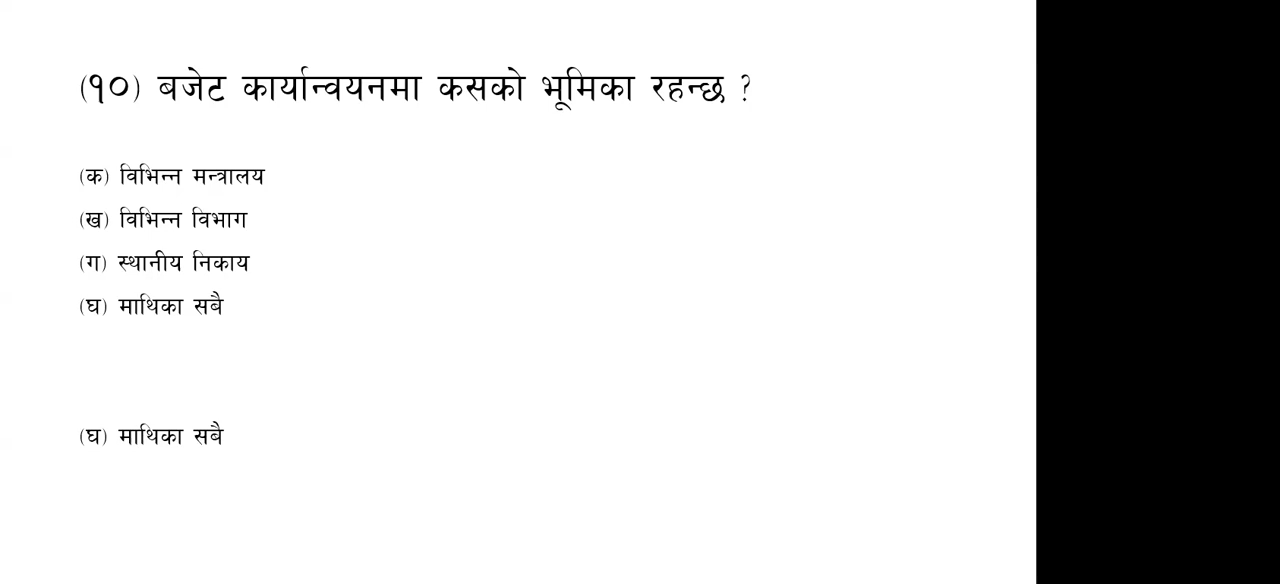 (१०) बजेट कार्यान्वयनमा कसको भूमिका रहन्छ ?
(क) विभिन्न मन्त्रालय
(ख) विभिन्न विभाग
(ग) स्थानीय निकाय
(घ) माथिका सबै
(घ) माथिका सबै